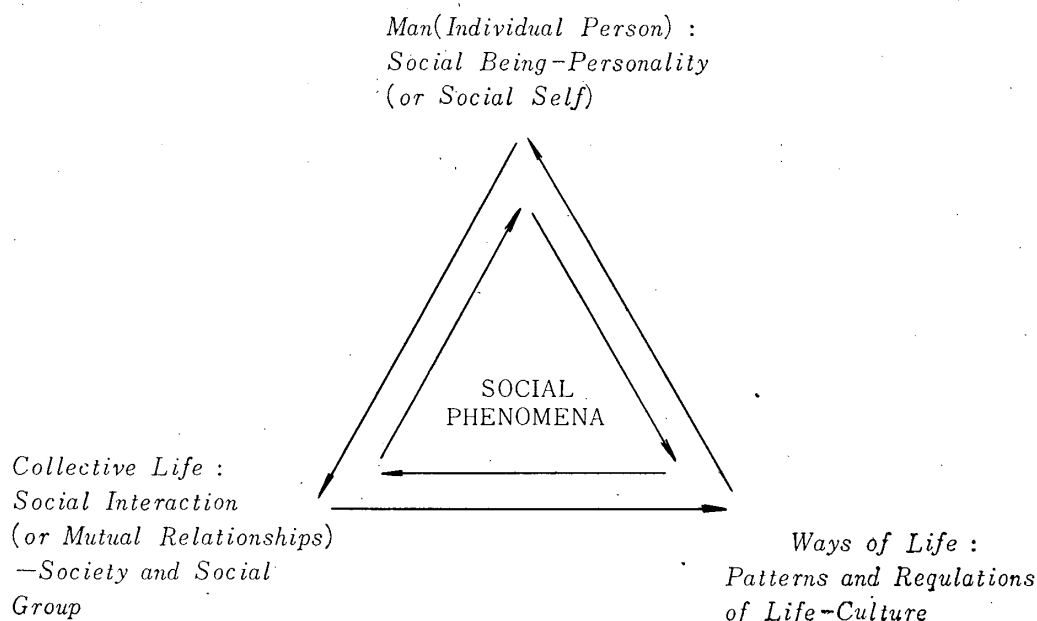 Man(Individual Person) :
Social Being-Personality
(or Social Self)
SOCIAL
PHENOMENA
Collective Life :
Social Interaction
(or Mutual Relationships)
—Society and Social
Group
Ways of Life :
Patterns and Requlations
of Life-Culture